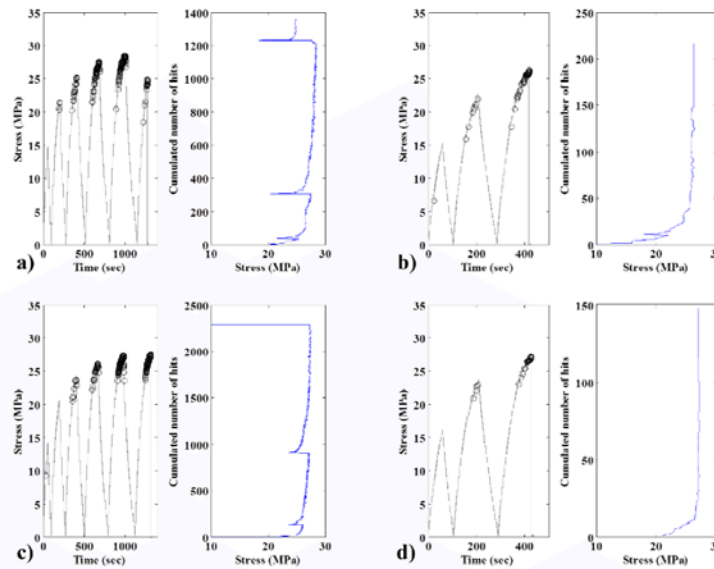 35
30
25
20
15
10
5
0
Stress (MPa)
0 500 1000
Time (sec)
1400
1200
1000
800
600
400
200
0
Cumulated number of hits
10 20 30
Stress (MPa)
a)
35
30
25
20
15
10
5
0
Stress (MPa)
0 200 400
Time (sec)
250
200
150
100
50
0
Cumulated number of hits
10 20 30
Stress (MPa)
b)
35
30
25
20
15
10
5
0
Stress (MPa)
0 500 1000
Time (sec)
2500
2000
1500
1000
500
0
Cumulated number of hits
10 20 30
Stress (MPa)
c)
35
30
25
20
15
10
5
0
Stress (MPa)
0 200 400
Time (sec)
150
100
50
0
Cumulated number of hits
10 20 30
Stress (MPa)
d)